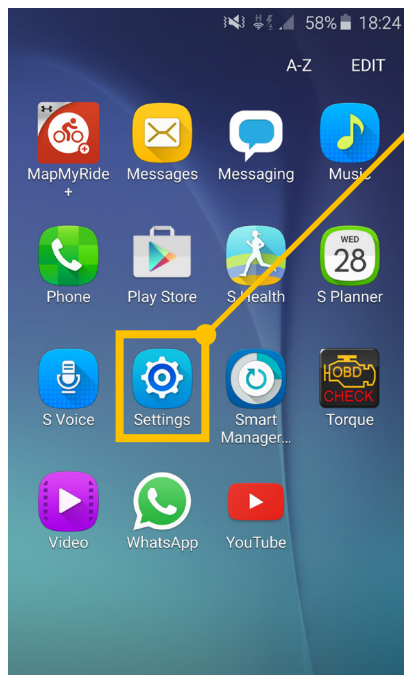 H
58% 18:24
A-Z EDIT
MapMyRide
+
Messages
Messaging
Music
Phone
Play Store
S Health
WED
28
S Planner
S Voice
Settings
Smart
Manager...
OBD
CHECK
Torque
Video
WhatsApp
YouTube